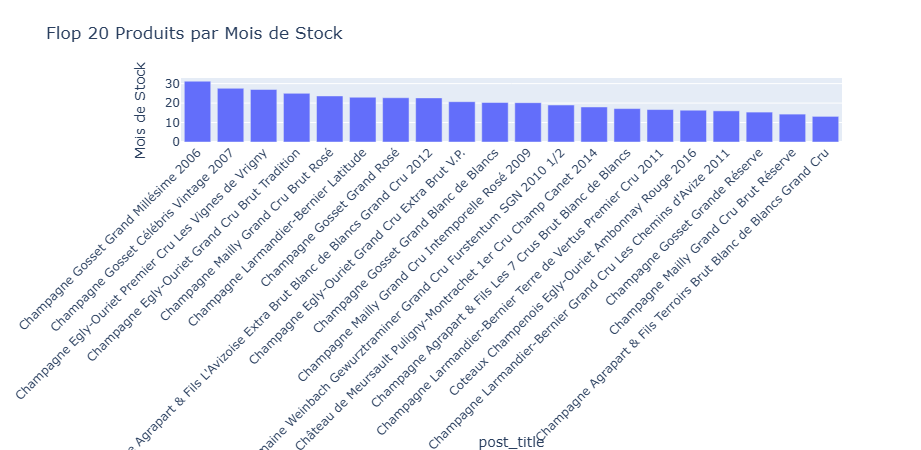 Flop 20 Produits par Mois de Stock
Mois de Stock
30
20
10
0
Champagne Gosset Grand Millésime 2006
Champagne Gosset Célébris Vintage 2007
Champagne Egly-Ouriet Premier Cru Les Vignes de Vrigny
Champagne Egly-Ouriet Grand Cru Brut Tradition
Champagne Mailly Grand Cru Brut Rosé
Champagne Larmandier-Bernier Latitude
Champagne Gosset Grand Rosé
Agrapart & Fils L'Avizoise Extra Brut Blanc de Blancs Grand Cru 2012
Champagne Egly-Ouriet Grand Cru Extra Brut V.P.
Champagne Gosset Grand Blanc de Blancs
Champagne Mailly Grand Cru Intemporelle Rosé 2009
Weinbach Gewurztraminer Grand Cru Furstentum SGN 2010 1/2
Château de Meursault Puligny-Montrachet 1er Cru Champ Canet 2014
Champagne Agrapart & Fils Les 7 Crus Brut Blanc de Blancs
Champagne Larmandier-Bernier Terre de Vertus Premier Cru 2011
Coteaux Champenois Egly-Ouriet Ambonnay Rouge 2016
Champagne Larmandier-Bernier Grand Cru Les Chemins d'Avize 2011
Champagne Gosset Grande Réserve
Champagne Mailly Grand Cru Brut Réserve
Champagne Agrapart & Fils Terroirs Brut Blanc de Blancs Grand Cru
post_title